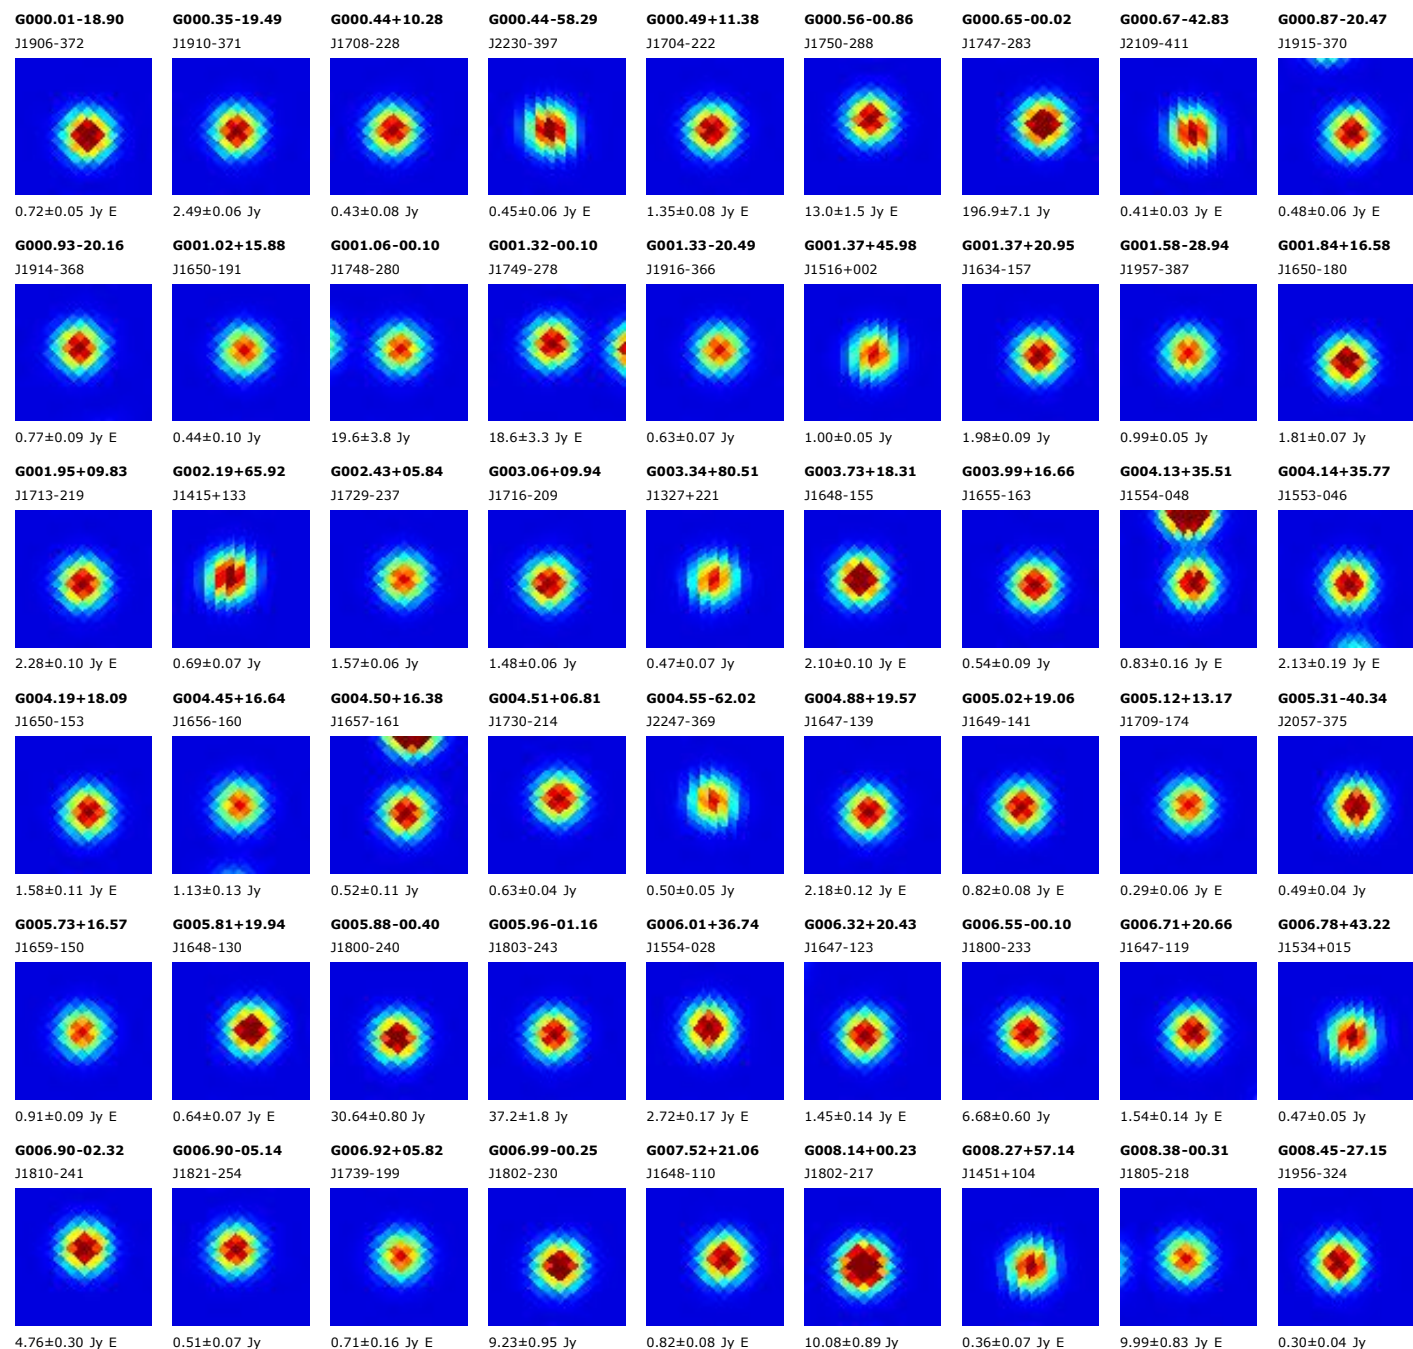 G000.01-18.90 G000.35-19.49 G000.44+10.28 G000.44-58.29 G000.49+11.38 G000.56-00.86 G000.65-00.02 G000.67-42.83 G000.87-20.47
J1906-372 J1910-371 J1708-228 J2230-397 J1704-222 J1750-288 J1747-283 J2109-411 J1915-370
0.72±0.05 Jy E 2.49±0.06 Jy 0.43±0.08 Jy 0.45±0.06 Jy E 1.35±0.08 Jy E 13.0±1.5 Jy E 196.9±7.1 Jy 0.41±0.03 Jy E 0.48±0.06 Jy E
G000.93-20.16 G001.02+15.88 G001.06-00.10 G001.32-00.10 G001.33-20.49 G001.37+45.98 G001.37+20.95 G001.58-28.94 G001.84+16.58
J1914-368 J1650-191 J1748-280 J1749-278 J1916-366 J1516+002 J1634-157 J1957-387 J1650-180
0.77±0.09 Jy E 0.44±0.10 Jy 19.6±3.8 Jy 18.6±3.3 Jy E 0.63±0.07 Jy 1.00±0.05 Jy 1.98±0.09 Jy 0.99±0.05 Jy 1.81±0.07 Jy
G001.95+09.83 G002.19+65.92 G002.43+05.84 G003.06+09.94 G003.34+80.51 G003.73+18.31 G003.99+16.66 G004.13+35.51 G004.14+35.77
J1713-219 J1415+133 J1729-237 J1716-209 J1327+221 J1648-155 J1655-163 J1554-048 J1553-046
2.28±0.10 Jy E 0.69±0.07 Jy 1.57±0.06 Jy 1.48±0.06 Jy 0.47±0.07 Jy 2.10±0.10 Jy E 0.54±0.09 Jy 0.83±0.16 Jy E 2.13±0.19 Jy E
G004.19+18.09 G004.45+16.64 G004.50+16.38 G004.51+06.81 G004.55-62.02 G004.88+19.57 G005.02+19.06 G005.12+13.17 G005.31-40.34
J1650-153 J1656-160 J1657-161 J1730-214 J2247-369 J1647-139 J1649-141 J1709-174 J2057-375
1.58±0.11 Jy E 1.13±0.13 Jy 0.52±0.11 Jy 0.63±0.04 Jy 0.50±0.05 Jy 2.18±0.12 Jy E 0.82±0.08 Jy E 0.29±0.06 Jy E 0.49±0.04 Jy
G005.73+16.57 G005.81+19.94 G005.88-00.40 G005.96-01.16 G006.01+36.74 G006.32+20.43 G006.55-00.10 G006.71+20.66 G006.78+43.22
J1659-150 J1648-130 J1800-240 J1803-243 J1554-028 J1647-123 J1800-233 J1647-119 J1534+015
0.91±0.09 Jy E 0.64±0.07 Jy E 30.64±0.80 Jy 37.2±1.8 Jy 2.72±0.17 Jy E 1.45±0.14 Jy E 6.68±0.60 Jy 1.54±0.14 Jy E 0.47±0.05 Jy
G006.90-02.32 G006.90-05.14 G006.92+05.82 G006.99-00.25 G007.52+21.06 G008.14+00.23 G008.27+57.14 G008.38-00.31 G008.45-27.15
J1810-241 J1821-254 J1739-199 J1802-230 J1648-110 J1802-217 J1451+104 J1805-218 J1956-324
4.76±0.30 Jy E 0.51±0.07 Jy 0.71±0.16 Jy E 9.23±0.95 Jy 0.82±0.08 Jy E 10.08±0.89 Jy 0.36±0.07 Jy E 9.99±0.83 Jy E 0.30±0.04 Jy